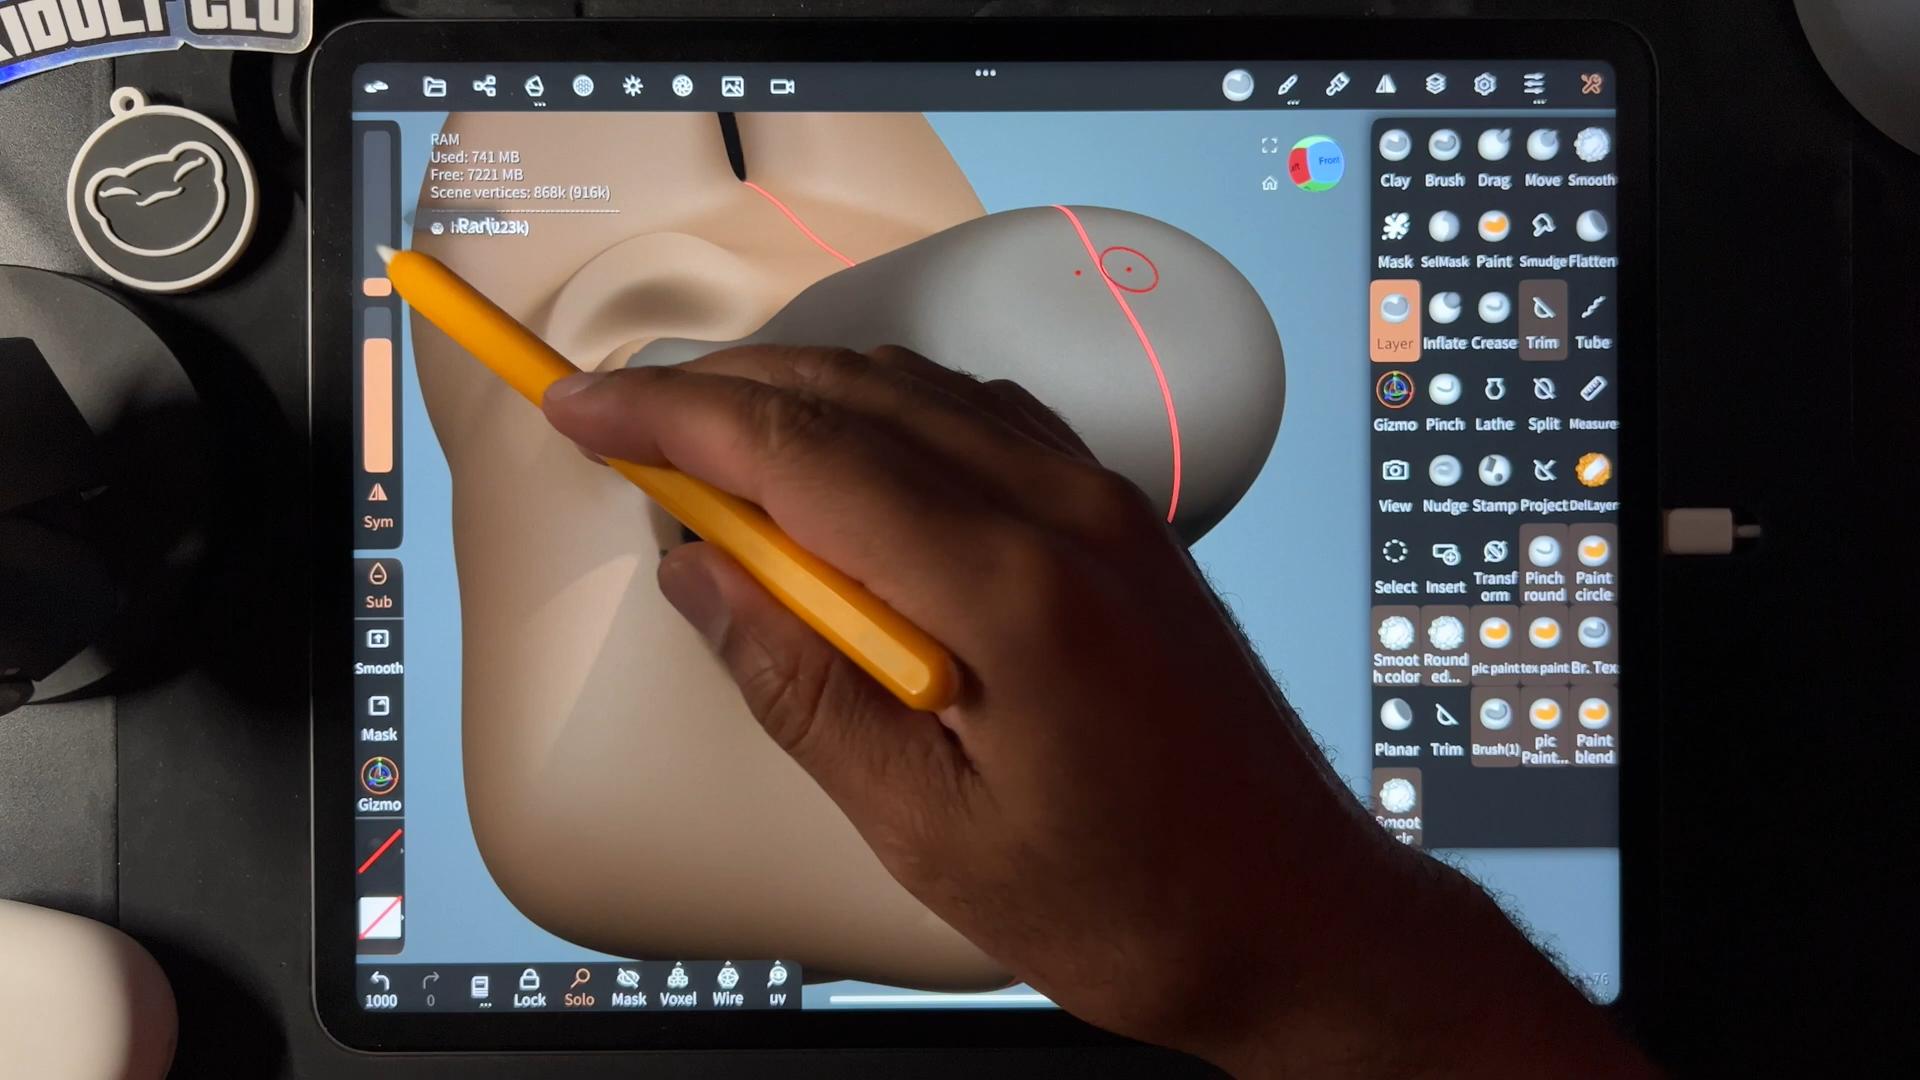 KIDULT CLU
RAM
Used: 741 MB
Free: 7221 MB
Scene vertices: 868k (916k)
Sym
Sub
Smooth
Mask
Gizmo
1000
0
Lock
Solo
Mask
Voxel
Wire
uv
Front
Clay
Brush
Drag
Move
Smooth
Mask
SelMask
Paint
Smudge
Flatten
Layer
Inflate
Crease
Trim
Tube
Gizmo
Pinch
Lathe
Split
Measure
View
Nudge
Stamp
Project
DelLayer
Select
Insert
Transf
orm
Pinch
round
Paint
circle
Smoot
h color
Round
ed...
pic paint
tex paint
Br. Tex
Planar
Trim
Brush(1)
pic
Paint...
Paint
blend
Smoot
76